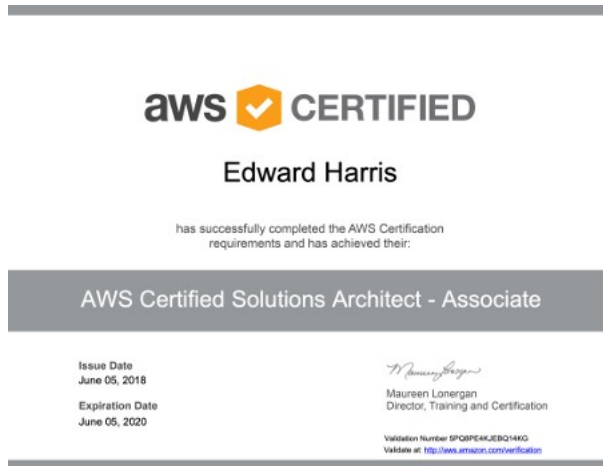 aws CERTIFIED
Edward Harris
has successfully completed the AWS Certification
requirements and has achieved their:
AWS Certified Solutions Architect - Associate
Issue Date
June 05, 2018
Expiration Date
June 05, 2020
Maureen Lonergan
Maureen Lonergan
Director, Training and Certification
Validation Number
Validate at: http://aws.amazon.com/verification